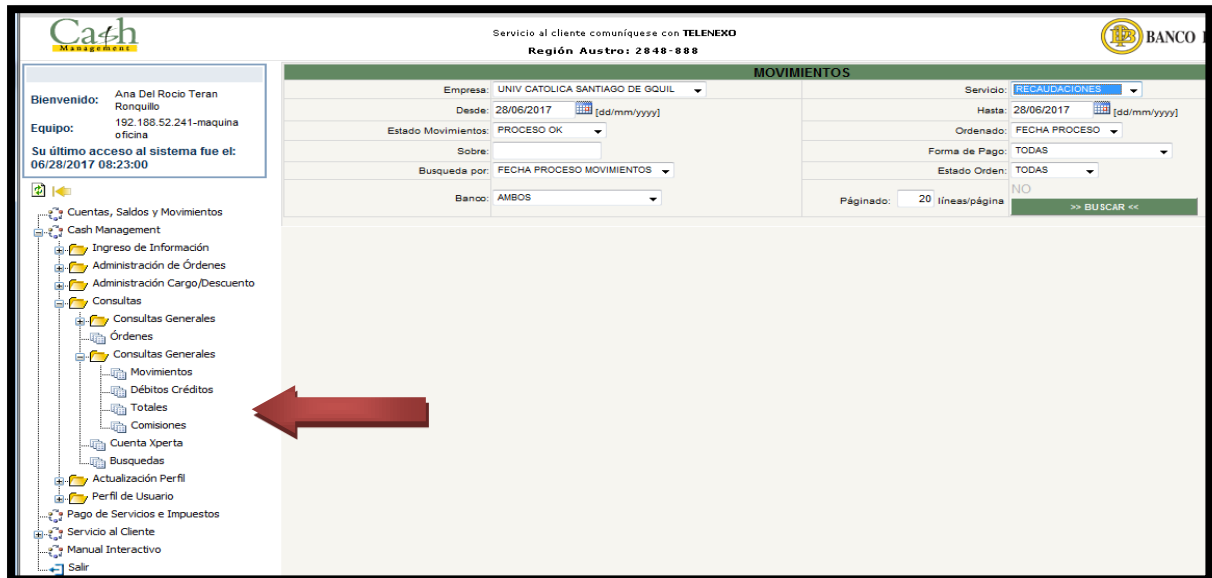 Cash
Management
Servicio al cliente comuníquese con TELENEXO
Región Austro: 2848-888
BANCO
Bienvenido: Ana Del Rocio Teran Ronquillo
Equipo: 192.188.52.241-maquina oficina
Su último acceso al sistema fue el:
06/28/2017 08:23:00
Cuentas, Saldos y Movimientos
Cash Management
Ingreso de Información
Administración de Órdenes
Administración Cargo/Descuento
Consultas
Consultas Generales
Órdenes
Consultas Generales
Movimientos
Débitos Créditos
Totales
Comisiones
Cuenta Xperta
Busquedas
Actualización Perfil
Perfil de Usuario
Pago de Servicios e Impuestos
Servicio al Cliente
Manual Interactivo
Salir
MOVIMIENTOS
Empresa: UNIV CATOLICA SANTIAGO DE GQUIL Servicio: RECAUDACIONES
Desde: 28/06/2017 [dd/mm/yyyy] Hasta: 28/06/2017 [dd/mm/yyyy]
Estado Movimientos: PROCESO OK Ordenado: FECHA PROCESO
Sobre: Forma de Pago: TODAS
Busqueda por: FECHA PROCESO MOVIMIENTOS Estado Orden: TODAS
Banco: AMBOS Páginado: 20 líneas/página NO
>> BUSCAR <<